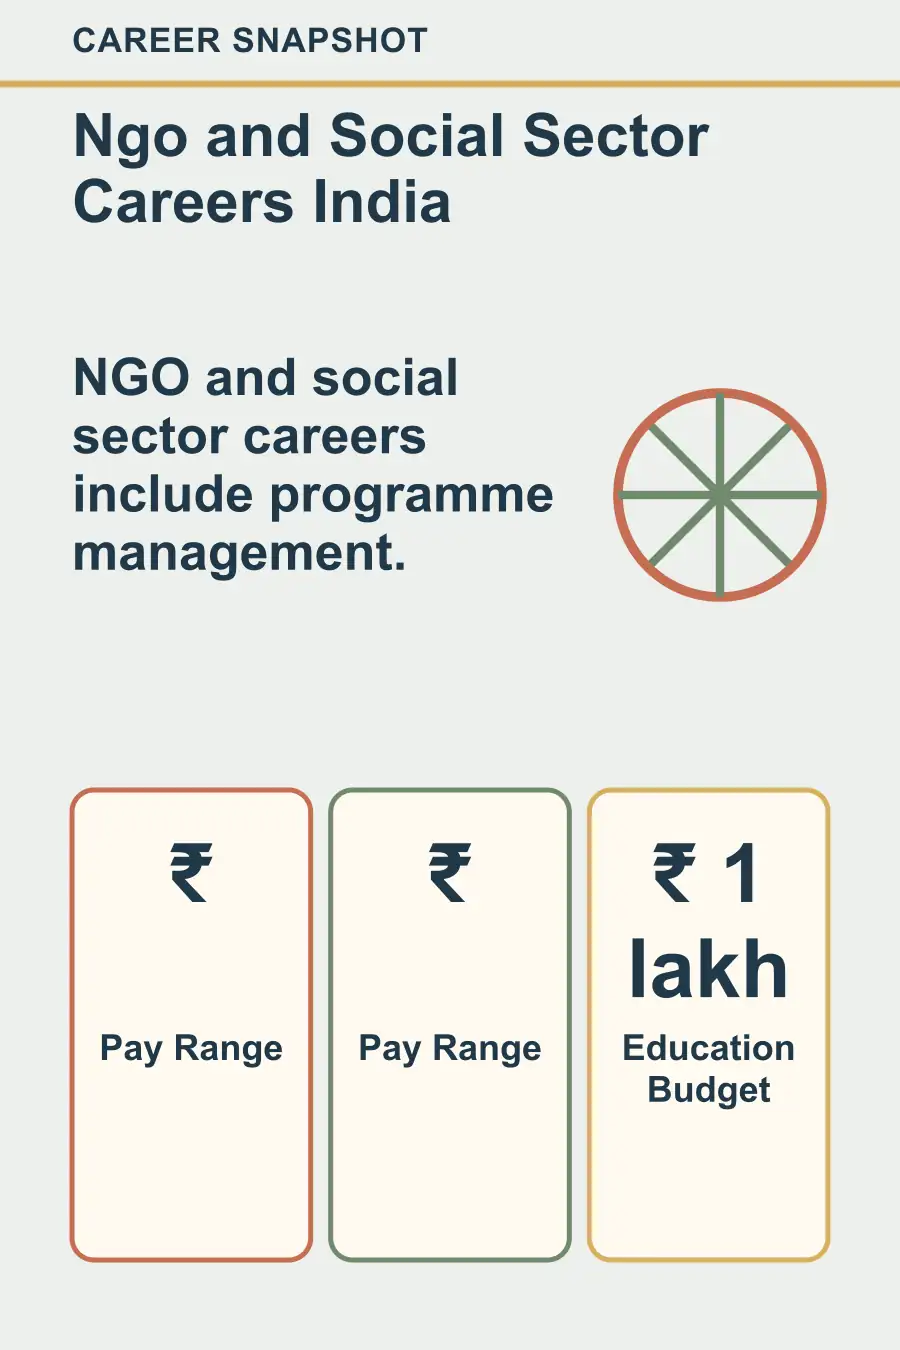 CAREER SNAPSHOT
Ngo and Social Sector
Careers India
NGO and social
sector careers
include programme
management.
₹
Pay Range
₹
Pay Range
₹ 1
lakh
Education
Budget